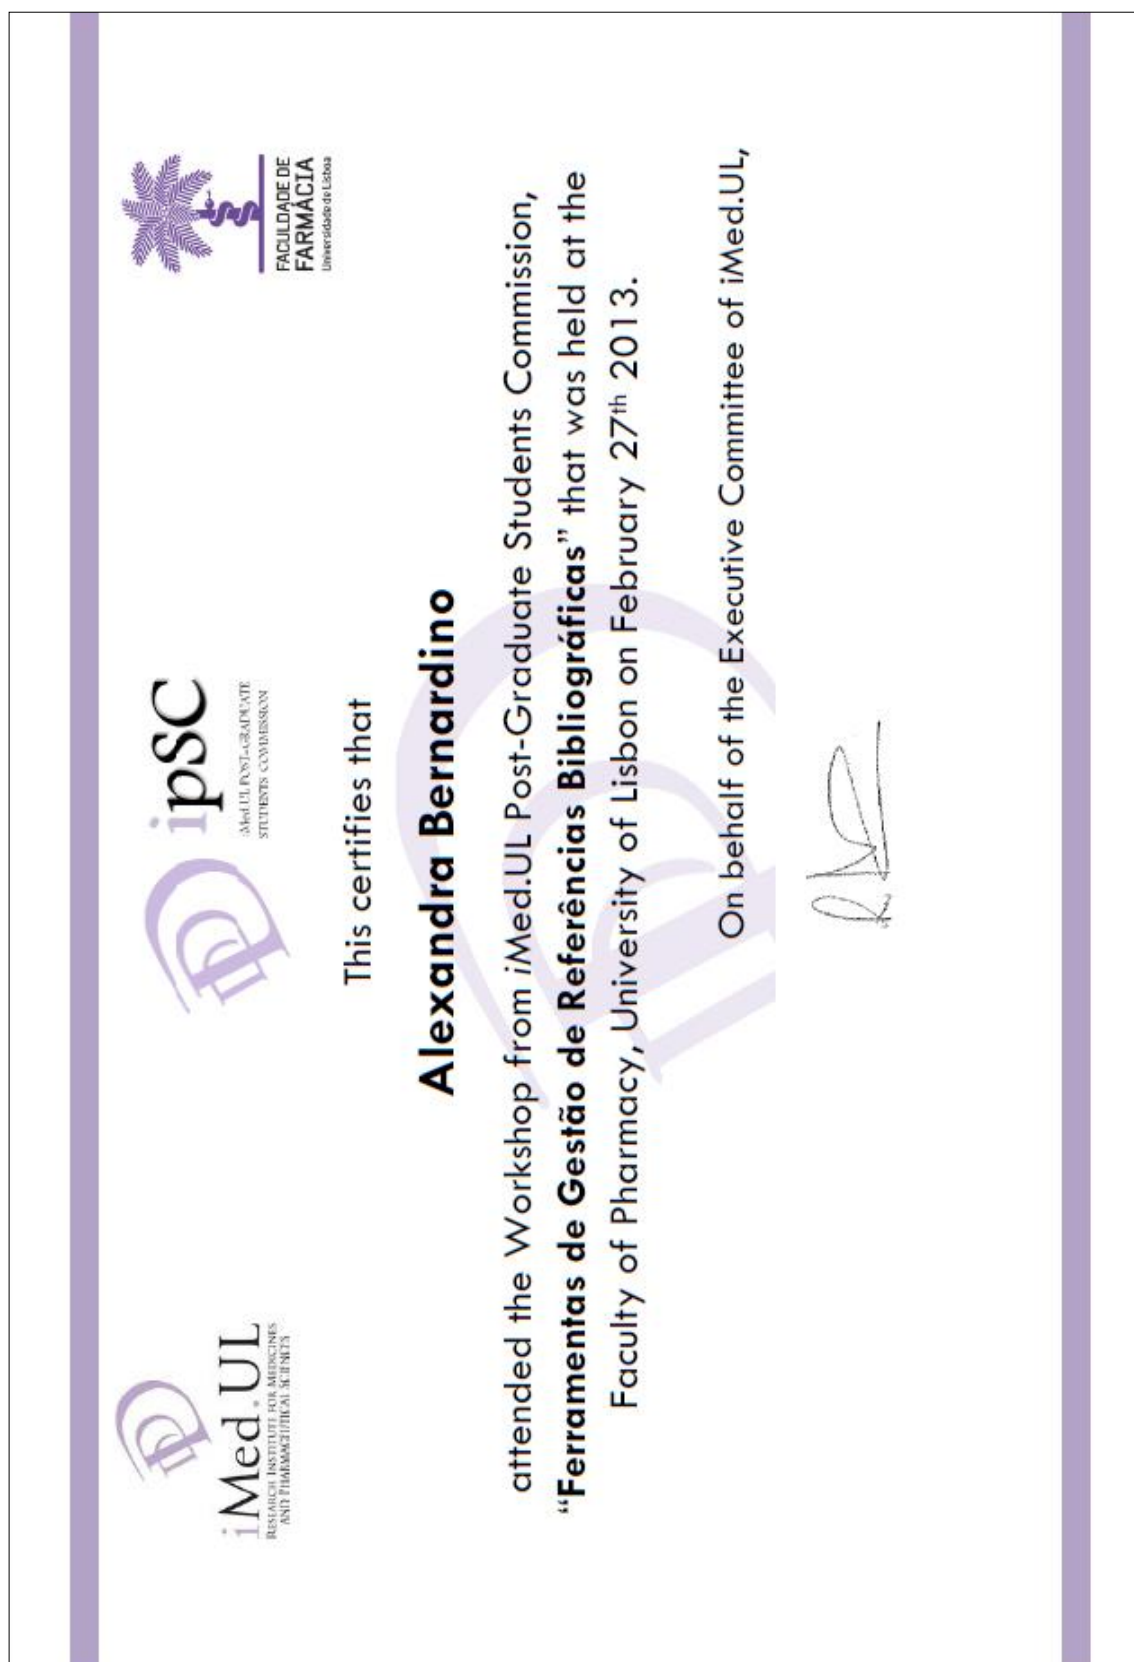 iMed.UL
RESEARCH INSTITUTE FOR MEDICINES
AND PHARMACEUTICAL SCIENCES
ipSC
iMed.UL POST-GRADUATE
STUDENTS COMMISSION
FACULDADE DE
FARMÁCIA
Universidade de Lisboa
This certifies that
Alexandra Bernardino
attended the Workshop from iMed.UL Post-Graduate Students Commission,
“Ferramentas de Gestão de Referências Bibliográficas” that was held at the
Faculty of Pharmacy, University of Lisbon on February 27th 2013.
On behalf of the Executive Committee of iMed.UL,